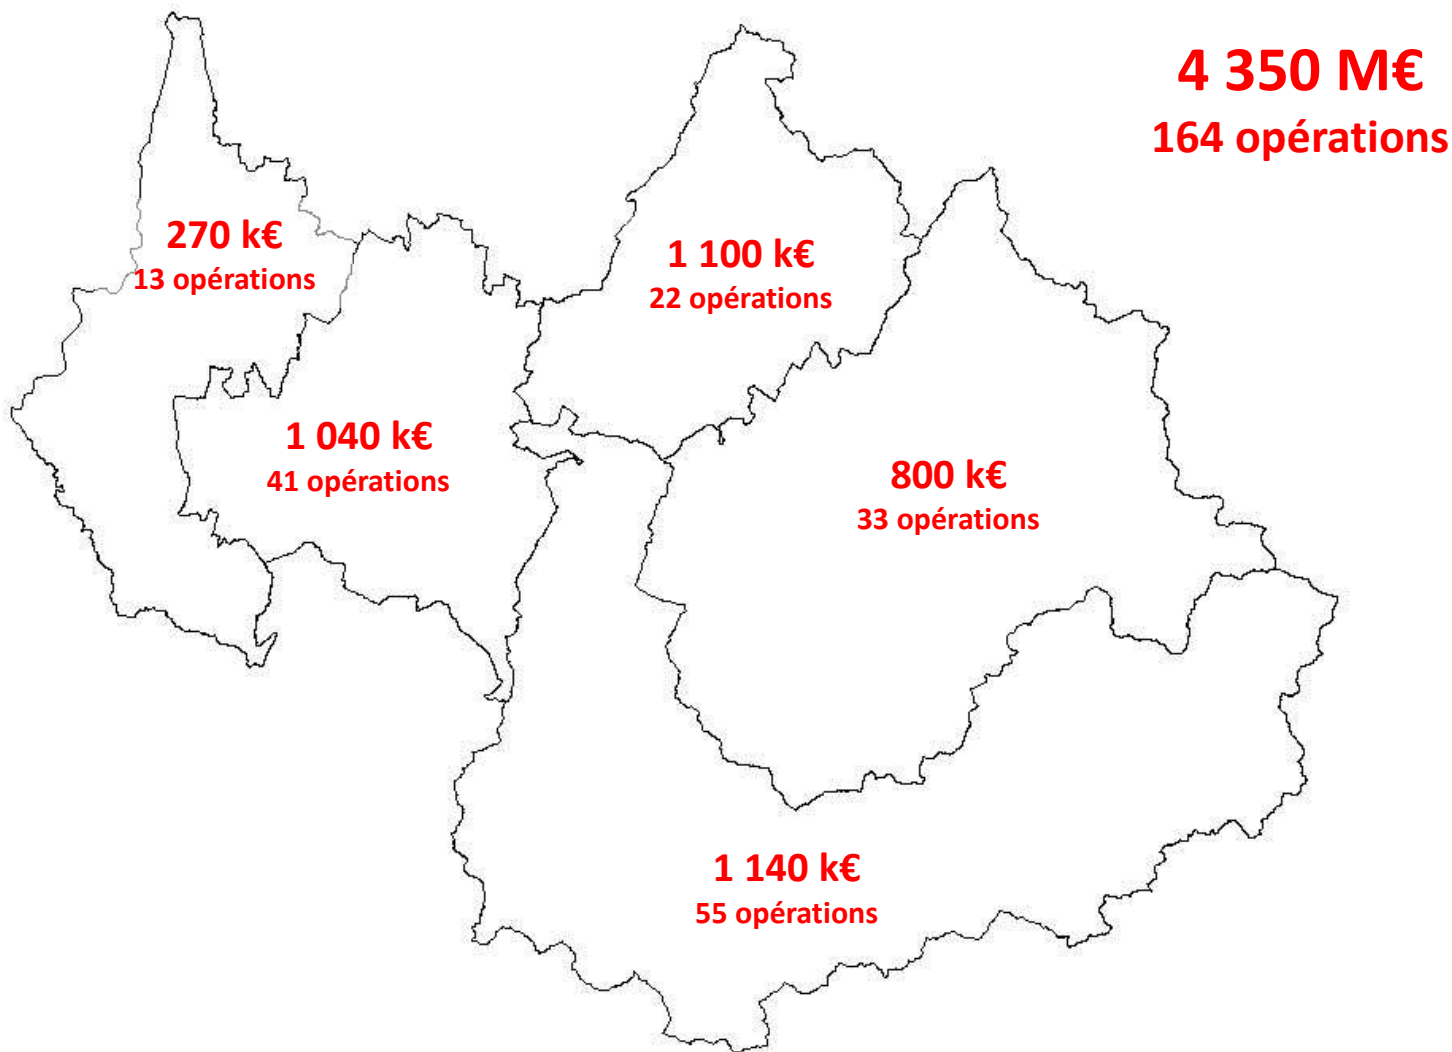 4 350 M€
164 opérations
270 k€
13 opérations
1 100 k€
22 opérations
1 040 k€
41 opérations
800 k€
33 opérations
1 140 k€
55 opérations